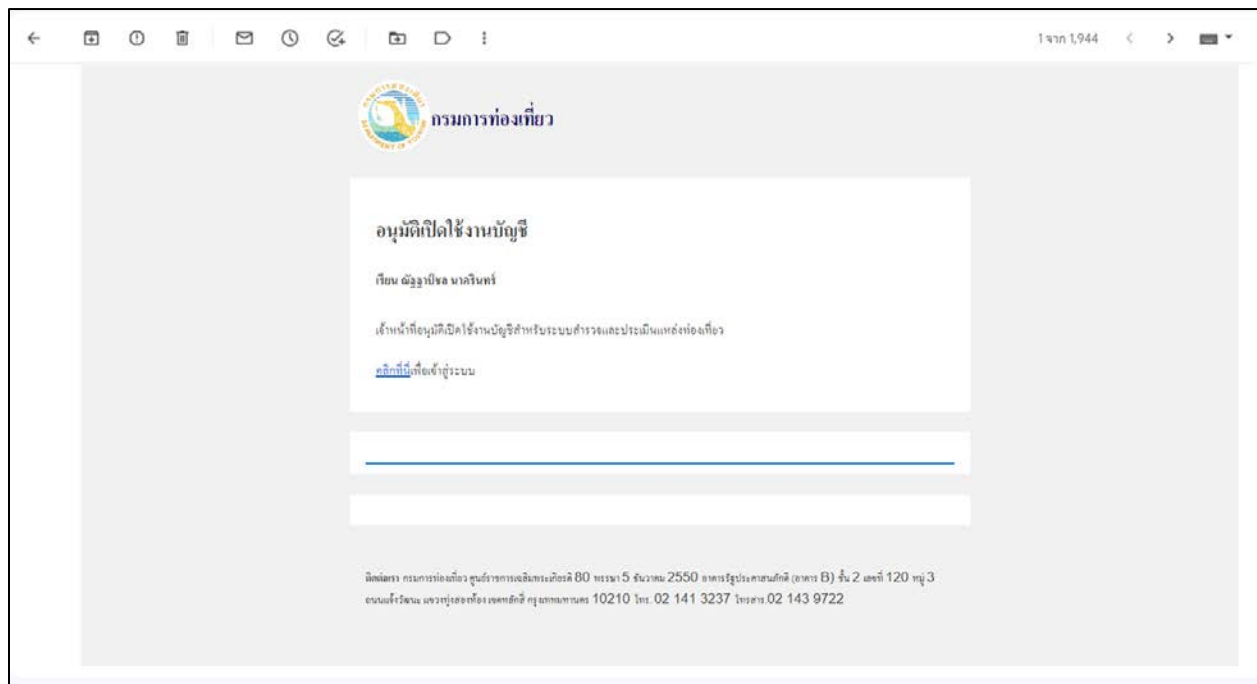 1 จาก 1,944
กรมการท่องเที่ยว
DEPARTMENT OF TOURISM
กรมการท่องเที่ยว
อนุมัติเปิดใช้งานบัญชี
เรียน
เจ้าหน้าที่อนุมัติเปิดใช้งานบัญชีสำหรับระบบสำรวจและประเมินแหล่งท่องเที่ยว
คลิกที่นี่เพื่อเข้าสู่ระบบ
ติดต่อเรา กรมการท่องเที่ยว ศูนย์ราชการเฉลิมพระเกียรติ 80 พรรษา 5 ธันวาคม 2550 อาคารรัฐประศาสนภักดี (อาคาร B) ชั้น 2 เลขที่ 120 หมู่ 3
ถนนแจ้งวัฒนะ แขวงทุ่งสองห้อง เขตหลักสี่ กรุงเทพมหานคร 10210 โทร. 02 141 3237 โทรสาร.02 143 9722